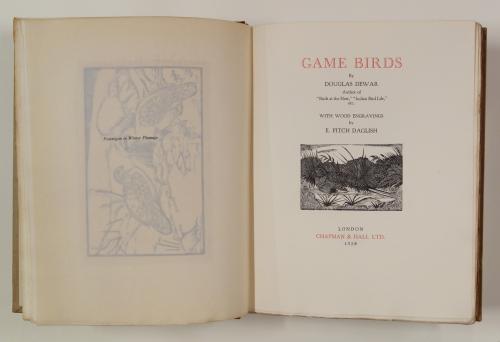 Ptarmigan in Winter Plumage
GAME BIRDS
By
DOUGLAS DEWAR
Author of
"Birds at the Nest," "Indian Bird Life,"
etc.
WITH WOOD ENGRAVINGS
by
E. FITCH DAGLISH
LONDON
CHAPMAN & HALL LTD.
1928